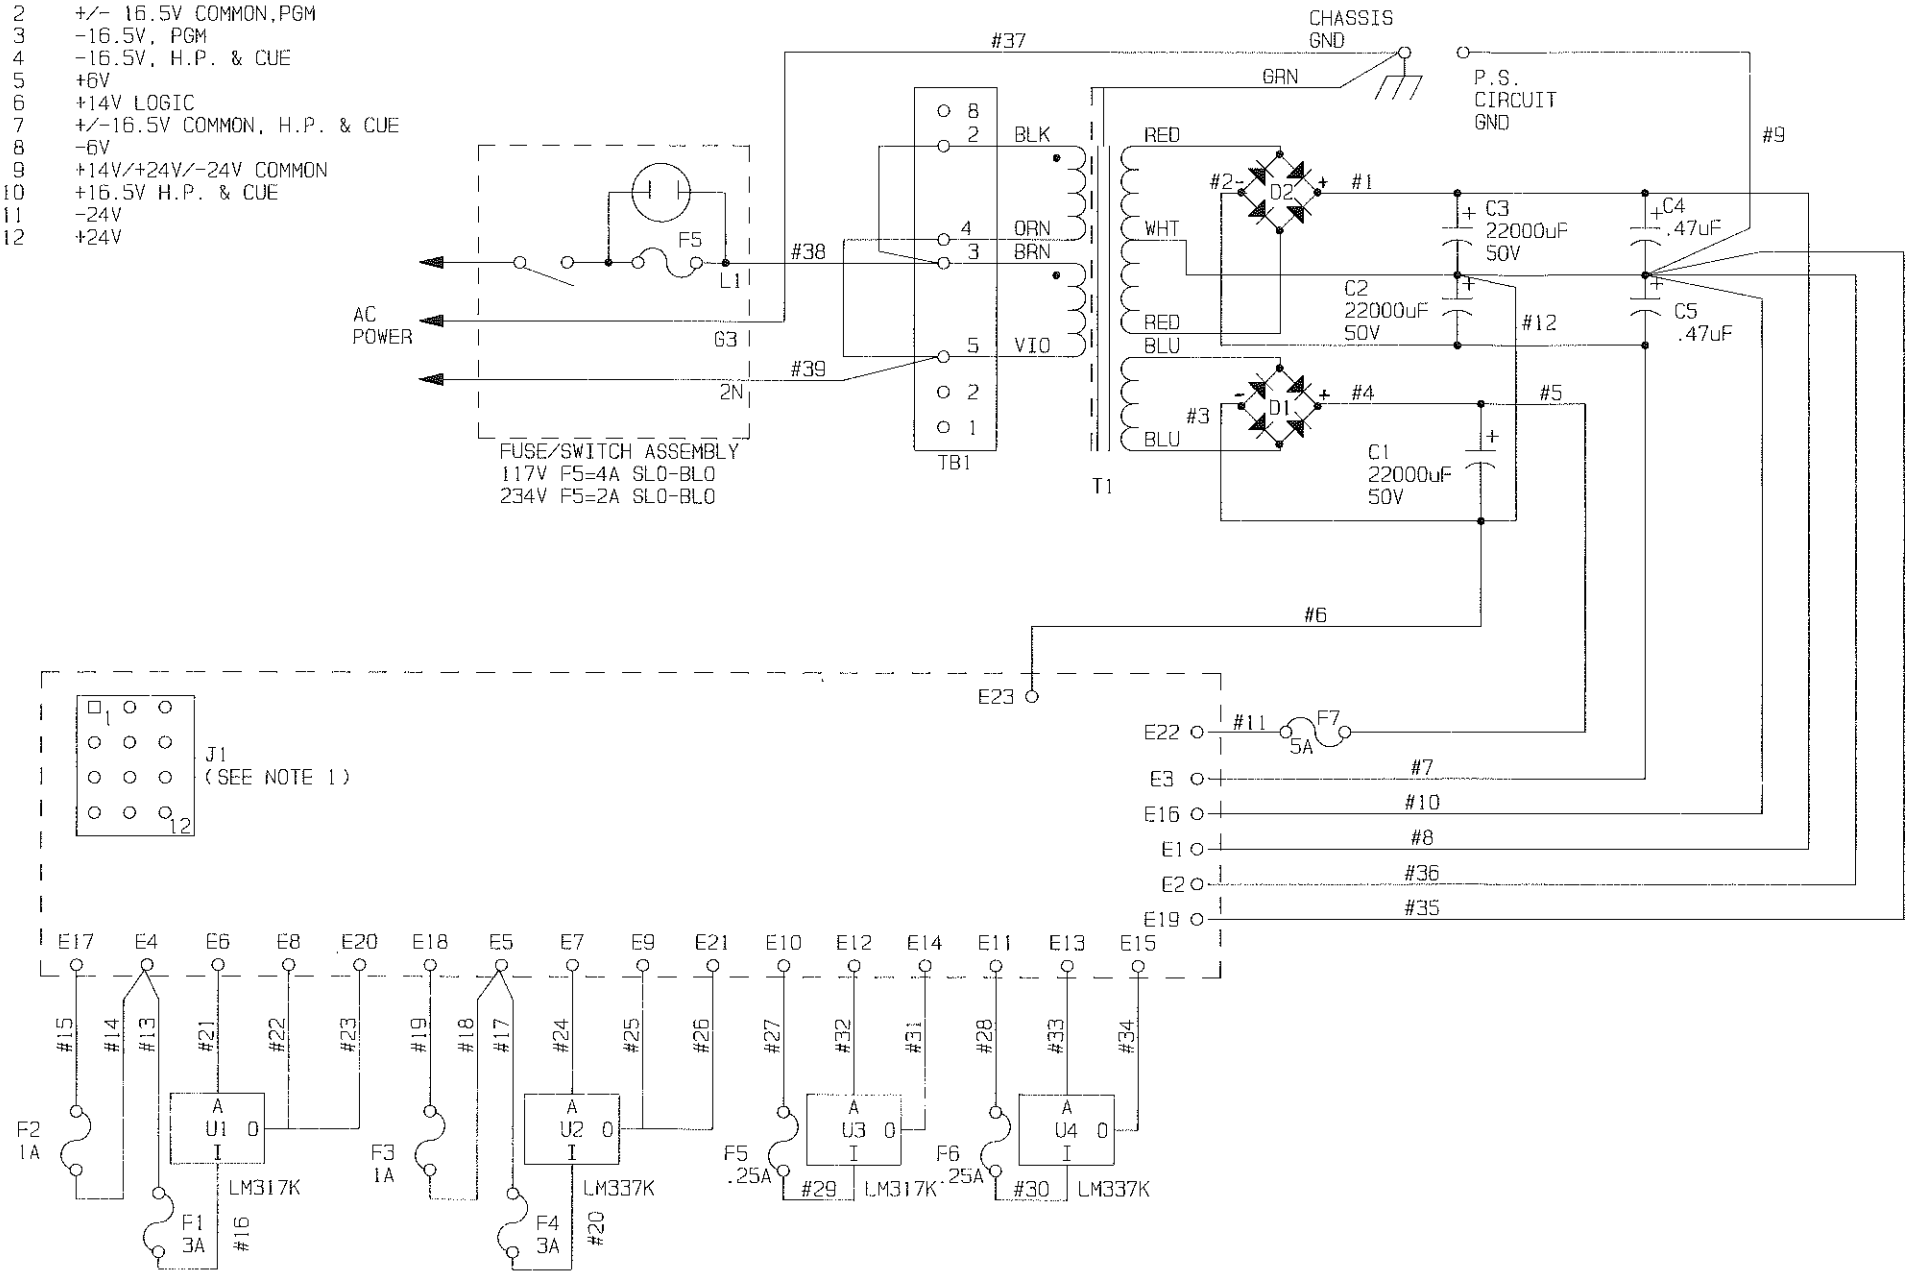 2 +/- 16.5V COMMON,PGM
3 -16.5V, PGM
4 -16.5V, H.P. & CUE
5 +6V
6 +14V LOGIC
7 +/-16.5V COMMON, H.P. & CUE
8 -6V
9 +14V/+24V/-24V COMMON
10 +16.5V H.P. & CUE
11 -24V
12 +24V
CHASSIS
GND
#37
GRN
P.S.
CIRCUIT
GND
#9
8
2
BLK
RED
#2
-
D2
+
#1
F5
4
ORN
WHT
3
BRN
#38
L1
C3
22000uF
50V
+
C4
.47uF
+
AC
POWER
G3
C2
22000uF
50V
+
#12
C5
.47uF
+
RED
5
VIO
BLU
#39
2N
2
1
TB1
T1
#3
-
D1
+
#4
#5
BLU
C1
22000uF
50V
+
FUSE/SWITCH ASSEMBLY
117V F5=4A SLO-BLO
234V F5=2A SLO-BLO
#6
E23
1
12
J1
(SEE NOTE 1)
E22
#11
F7
5A
E3
#7
E16
#10
E1
#8
E2
#36
E19
#35
E17
E4
E6
E8
E20
E18
E5
E7
E9
E21
E10
E12
E14
E11
E13
E15
#15
#14
#13
#21
#22
#23
#19
#18
#17
#24
#25
#26
#27
#32
#31
#28
#33
#34
F2
1A
A
U1 O
I
LM317K
F1
3A
#16
F3
1A
A
U2 O
I
LM337K
F4
3A
#20
F5
.25A
#29
A
U3 O
I
LM317K
F6
.25A
#30
A
U4 O
I
LM337K